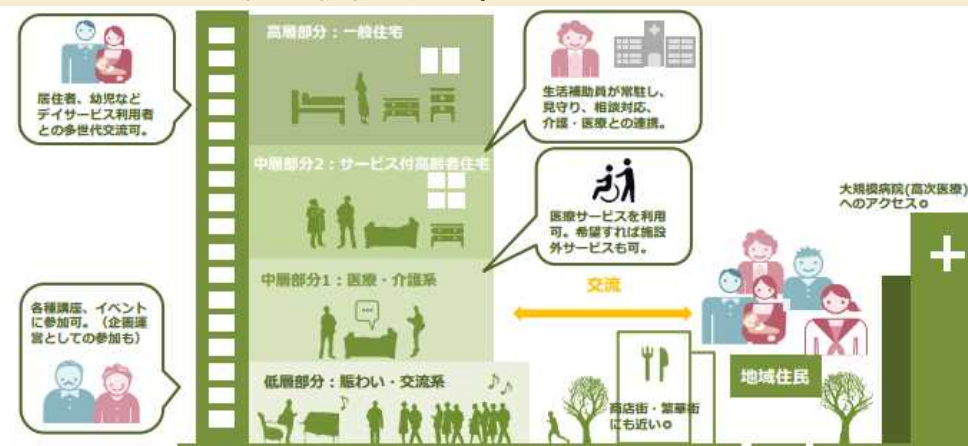 高層部分：一般住宅
居住者、幼児など
デイサービス利用者
との多世代交流可。
生活補助員が常駐し、
見守り、相談対応、
介護・医療との連携。
中層部分2：サービス付高齢者住宅
医療サービスを利用
可。希望すれば施設
外サービスも可。
大規模病院(高次医療)
へのアクセス◎
中層部分1：医療・介護系
交流
各種講座、イベント
に参加可。（企画運
営としての参加も）
低層部分：賑わい・交流系
地域住民
商店街・繁華街
にも近い◎